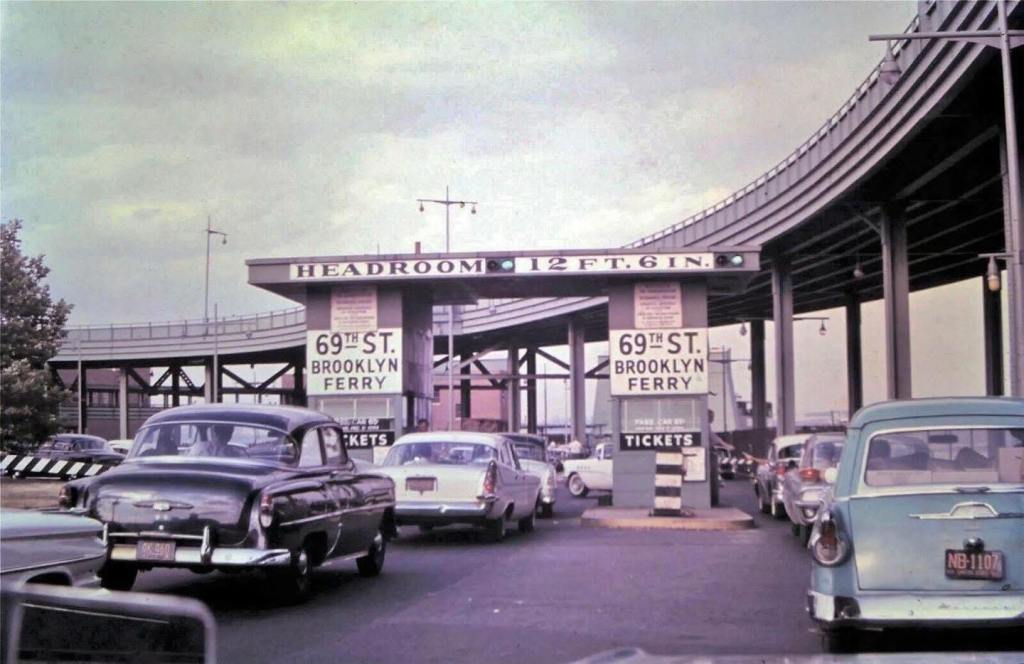 HEADROOM 12 FT. 6 IN.
69TH ST.
BROOKLYN
FERRY
69TH ST.
BROOKLYN
FERRY
TICKETS
TICKETS
NB-1107